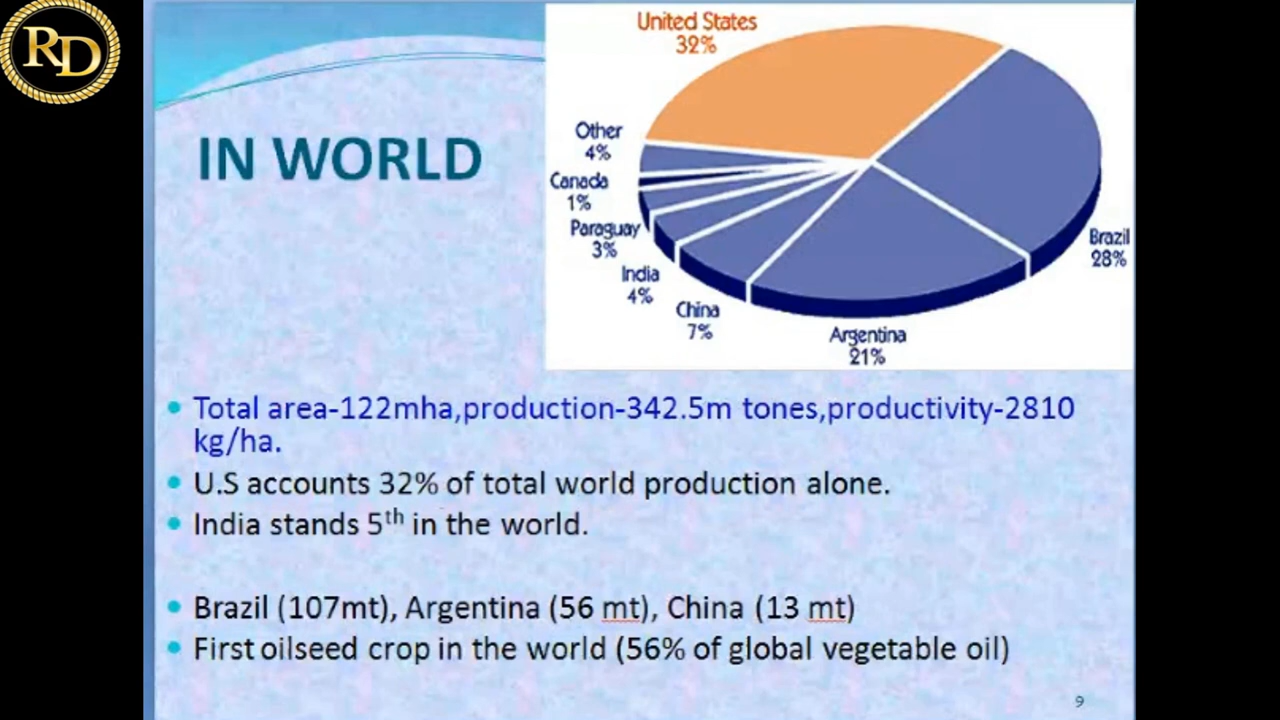 RD
IN WORLD
United States
32%
Other
4%
Canada
1%
Paraguay
3%
India
4%
China
7%
Argentina
21%
Brazil
28%
Total area-122mha,production-342.5m tones,productivity-2810
kg/ha.
U.S accounts 32% of total world production alone.
India stands 5th in the world.
Brazil (107mt), Argentina (56 mt), China (13 mt)
First oilseed crop in the world (56% of global vegetable oil)
9